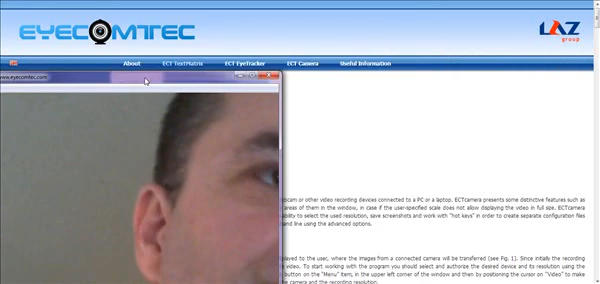 EYECOMTEC
LAZ
group
About ECT TextMatrix ECT EyeTracker ECT Camera Useful Information
www.eyecomtec.com
or other video recording devices connected to a PC or a laptop. ECTcamera presents some distinctive features such as
areas of them in the window, in case if the user-specified scale does not allow displaying the video in full size. ECTcamera
to select the used resolution, save screenshots and work with "hot keys" in order to create separate configuration files
line using the advanced options.
to the user, where the images from a connected camera will be transferred (see Fig. 1). Since initially the recording
video. To start working with the program you should select and authorize the desired device and its resolution using the
button on the "Menu" item, in the upper left corner of the window and then by positioning the cursor on "Video" to make
the camera and the recording resolution.